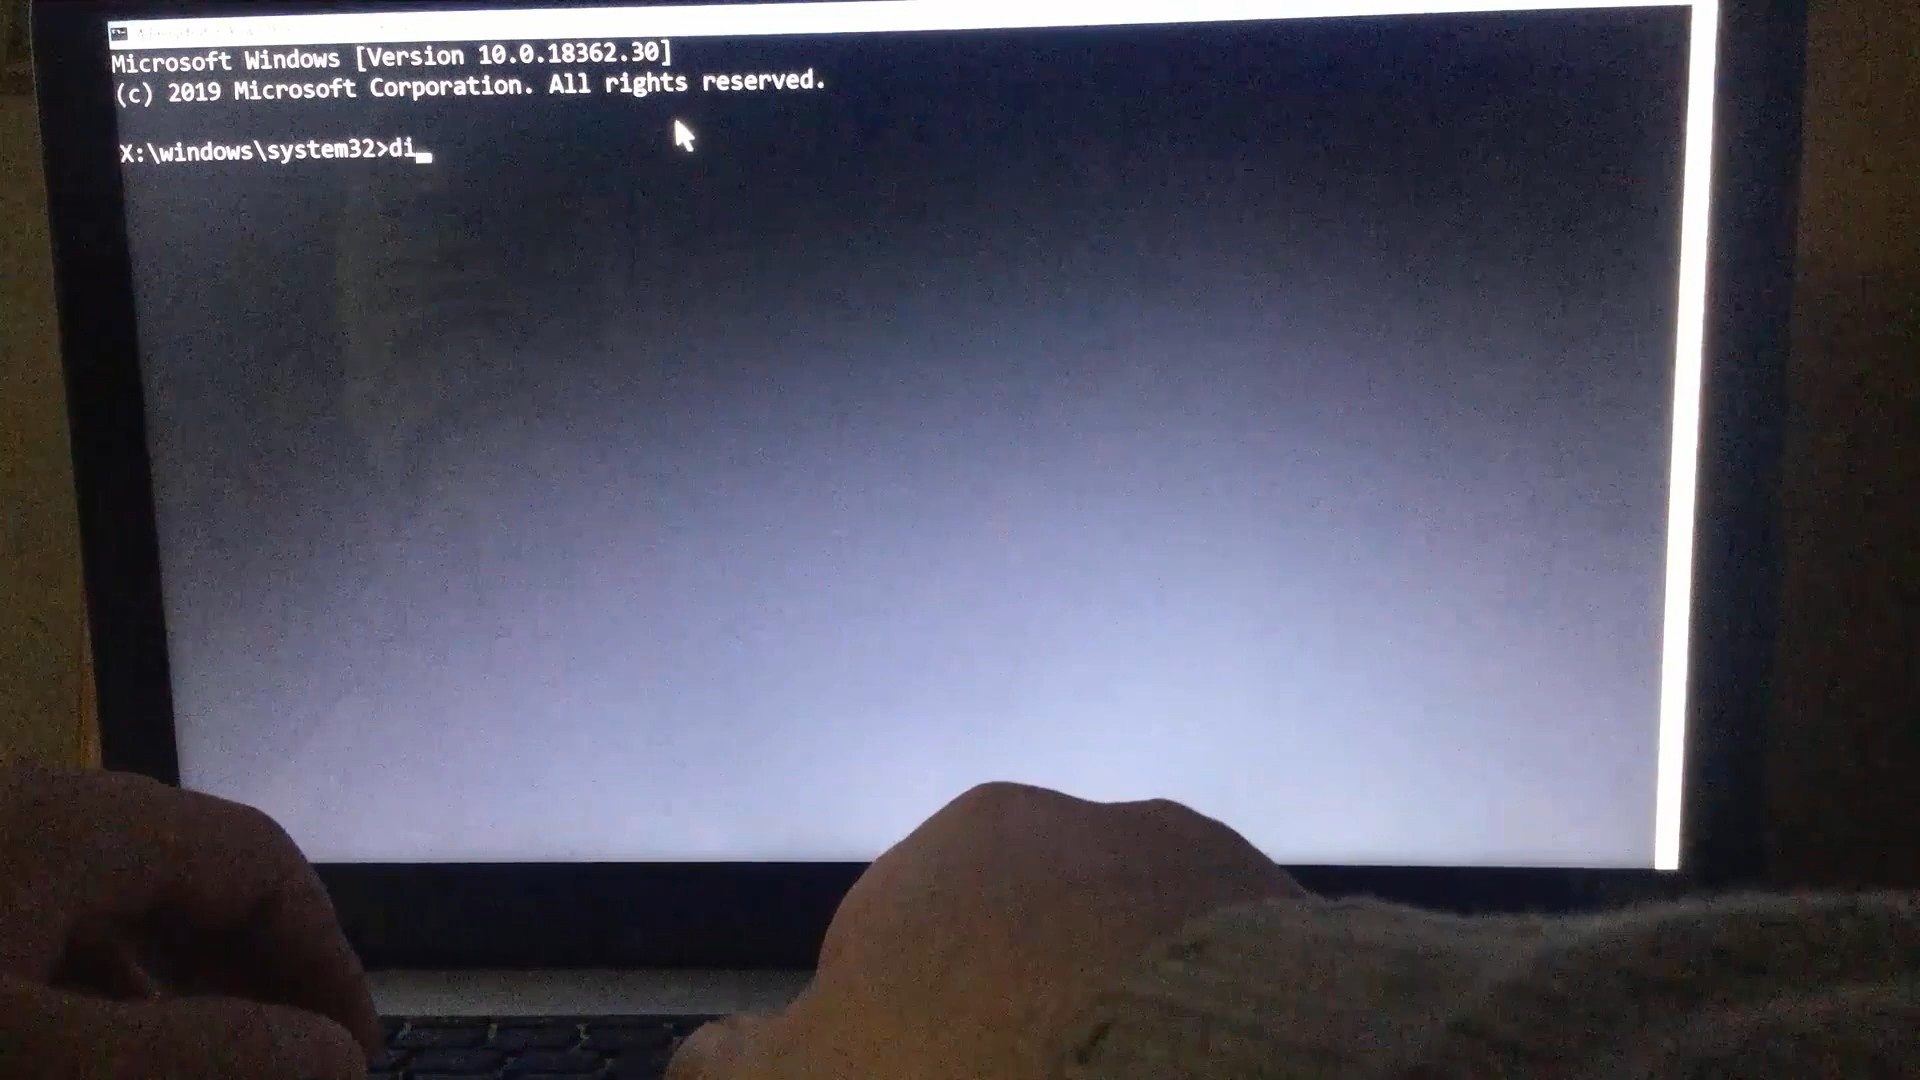 Microsoft Windows [Version 10.0.18362.30]
(c) 2019 Microsoft Corporation. All rights reserved.
X:\windows\system32>di